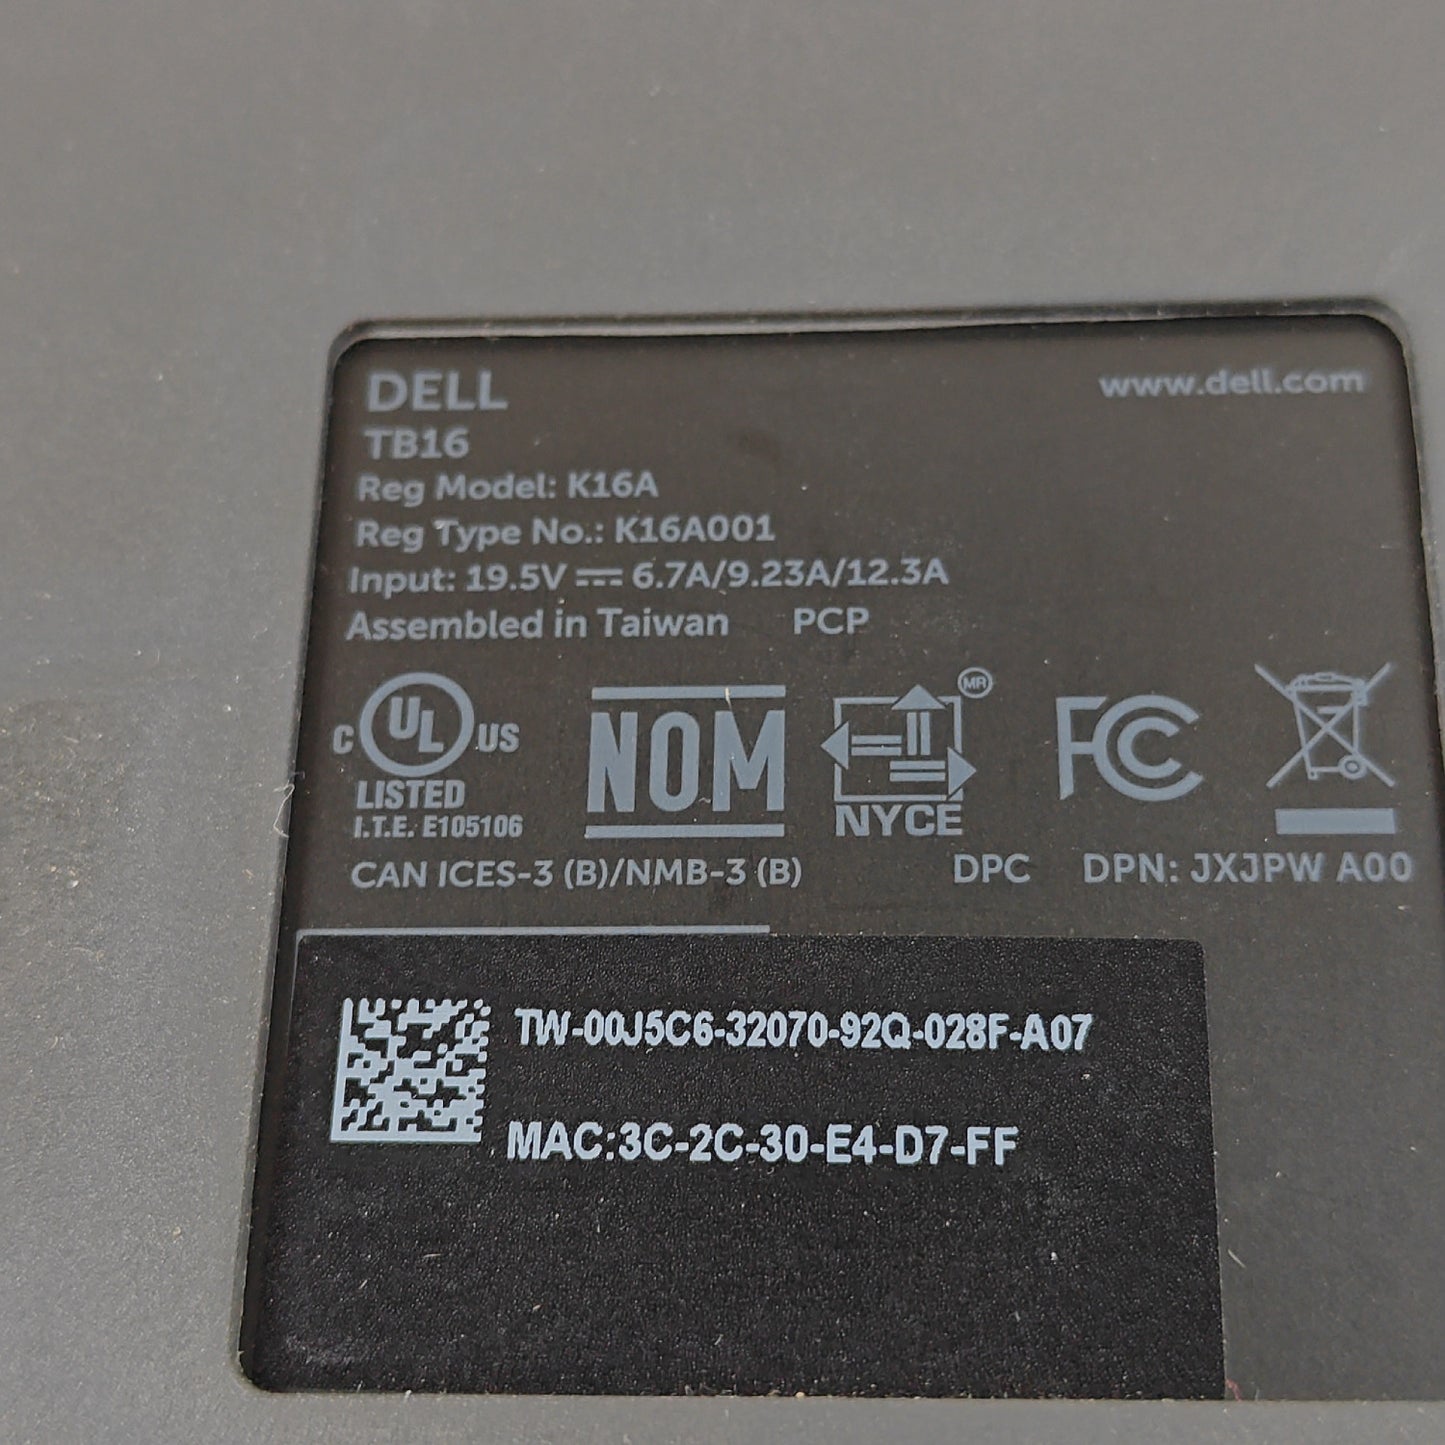 DELL
www.dell.com
TB16
Reg Model: K16A
Reg Type No.: K16A001
Input: 19.5V ⎓ 6.7A/9.23A/12.3A
Assembled in Taiwan PCP
C UL US
LISTED
I.T.E. E105106
NOM
MR
NYCE
FC
CAN ICES-3 (B)/NMB-3 (B) DPC DPN: JXJPW A00
TW-00J5C6-32070-92Q-028F-A07
MAC:3C-2C-30-E4-D7-FF